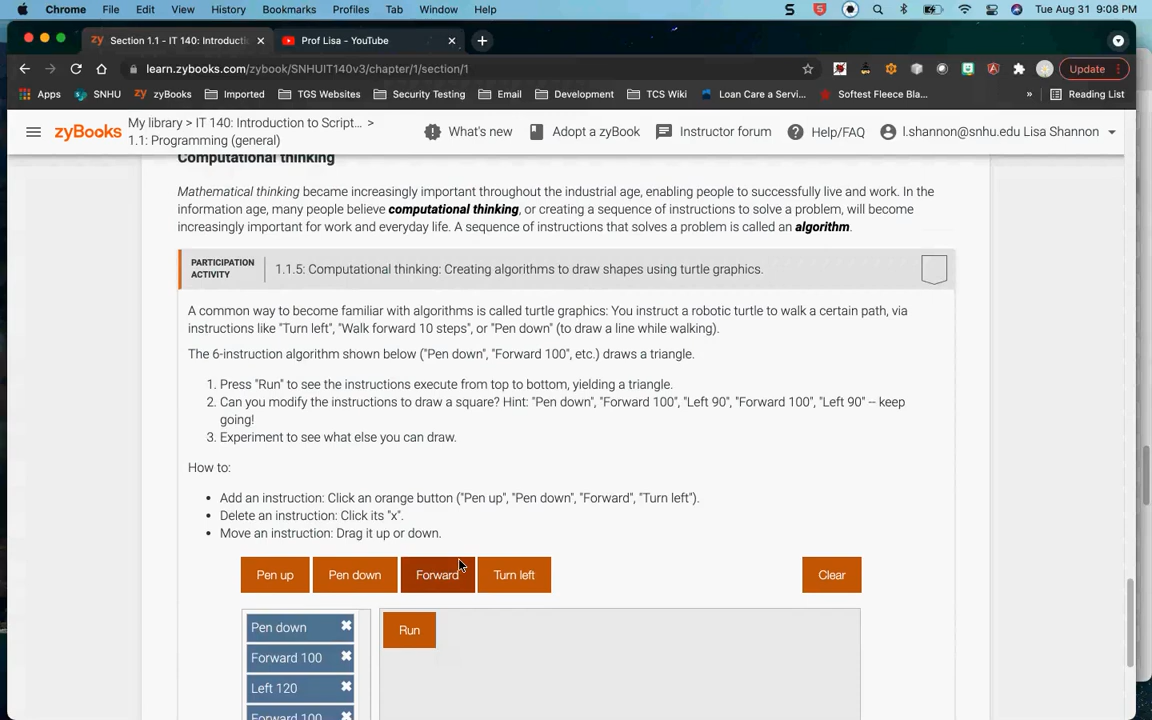 Chrome File Edit View History Bookmarks Profiles Tab Window Help Tue Aug 31 9:08 PM
Section 1.1 - IT 140: Introducti Prof Lisa - YouTube
learn.zybooks.com/zybook/SNHUIT140v3/chapter/1/section/1 Update
Apps SNHU zyBooks Imported TGS Websites Security Testing Email Development TCS Wiki Loan Care a Servi... Softest Fleece Bla... » Reading List
My library > IT 140: Introduction to Script... >
zyBooks What's new Adopt a zyBook Instructor forum Help/FAQ l.shannon@snhu.edu Lisa Shannon
1.1: Programming (general)
Computational thinking
Mathematical thinking became increasingly important throughout the industrial age, enabling people to successfully live and work. In the
information age, many people believe computational thinking, or creating a sequence of instructions to solve a problem, will become
increasingly important for work and everyday life. A sequence of instructions that solves a problem is called an algorithm.
PARTICIPATION
ACTIVITY
1.1.5: Computational thinking: Creating algorithms to draw shapes using turtle graphics.
A common way to become familiar with algorithms is called turtle graphics: You instruct a robotic turtle to walk a certain path, via
instructions like "Turn left", "Walk forward 10 steps", or "Pen down" (to draw a line while walking).
The 6-instruction algorithm shown below ("Pen down", "Forward 100", etc.) draws a triangle.
1. Press "Run" to see the instructions execute from top to bottom, yielding a triangle.
2. Can you modify the instructions to draw a square? Hint: "Pen down", "Forward 100", "Left 90", "Forward 100", "Left 90" -- keep
going!
3. Experiment to see what else you can draw.
How to:
• Add an instruction: Click an orange button ("Pen up", "Pen down", "Forward", "Turn left").
• Delete an instruction: Click its "x".
• Move an instruction: Drag it up or down.
Pen up Pen down Forward Turn left Clear
Pen down
Run
Forward 100
Left 120
Forward 100